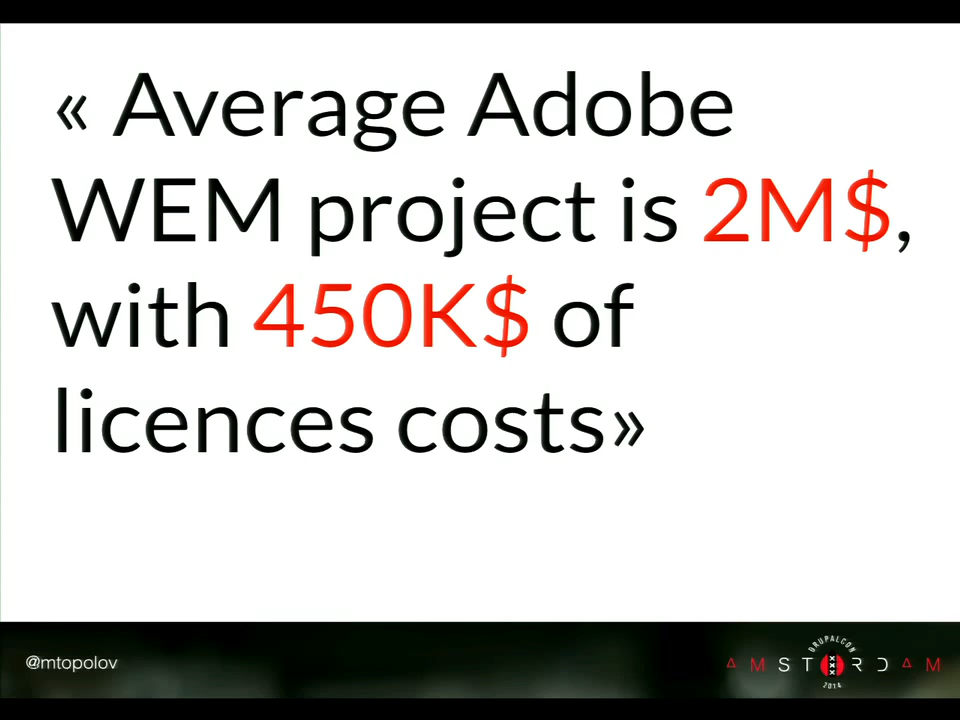 « Average Adobe
WEM project is 2M$,
with 450K$ of
licences costs»
@mtopolov
DRUPALCON
AMSTERDAM
2014